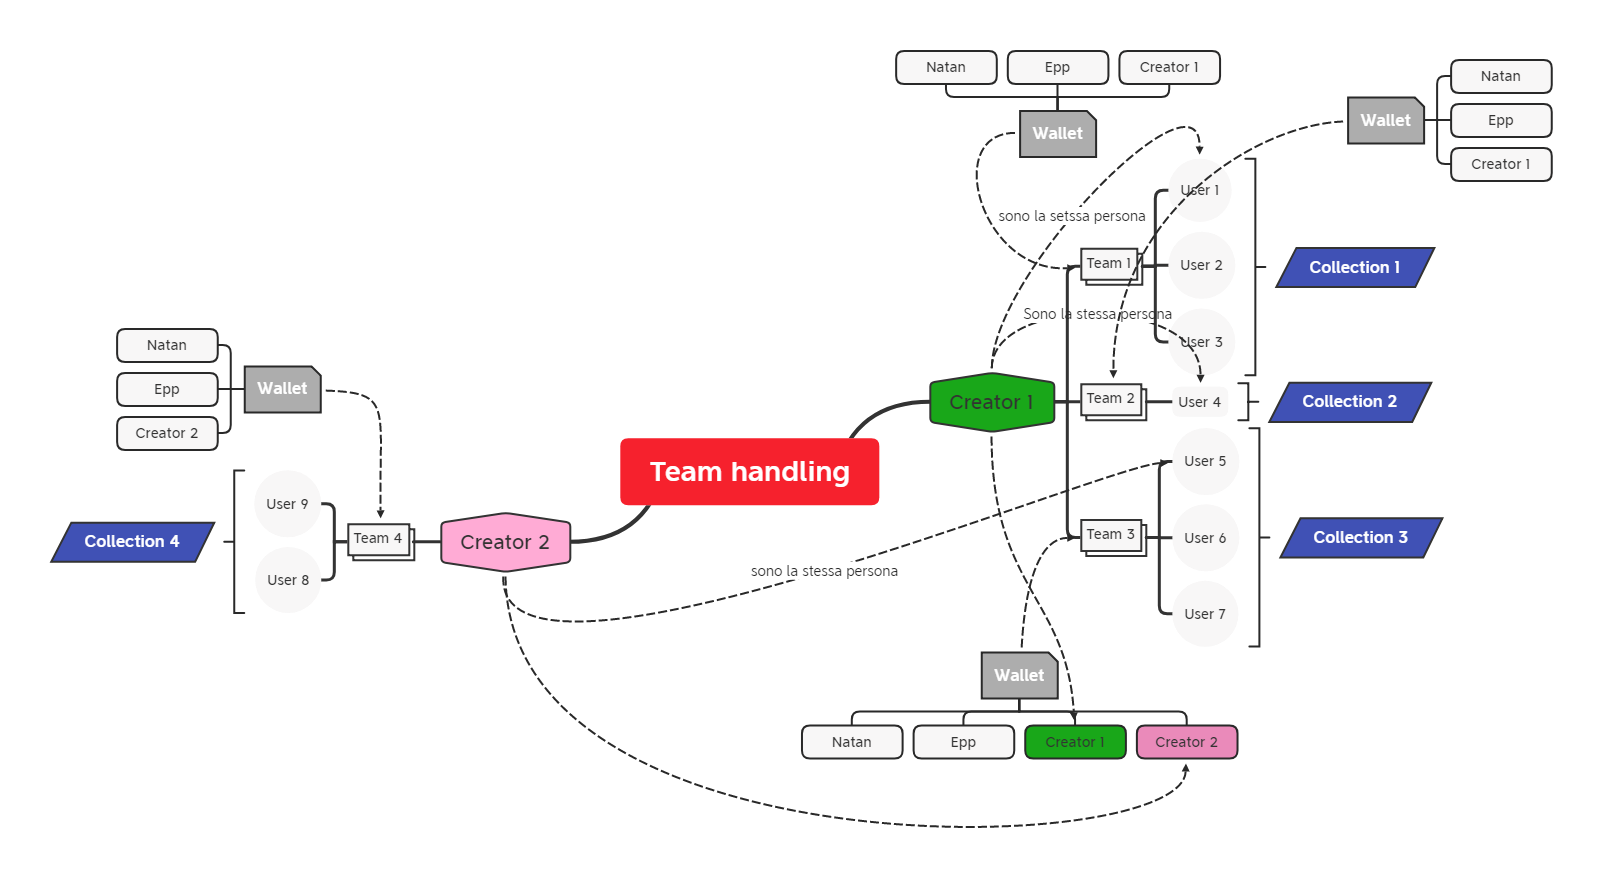 Natan
Epp
Creator 1
Wallet
Natan
Epp
Creator 1
Wallet
sono la setssa persona
User 1
Team 1
User 2
Collection 1
Sono la stessa persona
User 3
Creator 1
Team 2
User 4
Collection 2
Natan
Epp
Creator 2
Wallet
Team handling
User 5
Team 3
User 6
Collection 3
User 7
User 9
Collection 4
Team 4
Creator 2
User 8
sono la stessa persona
Wallet
Natan
Epp
Creator 1
Creator 2